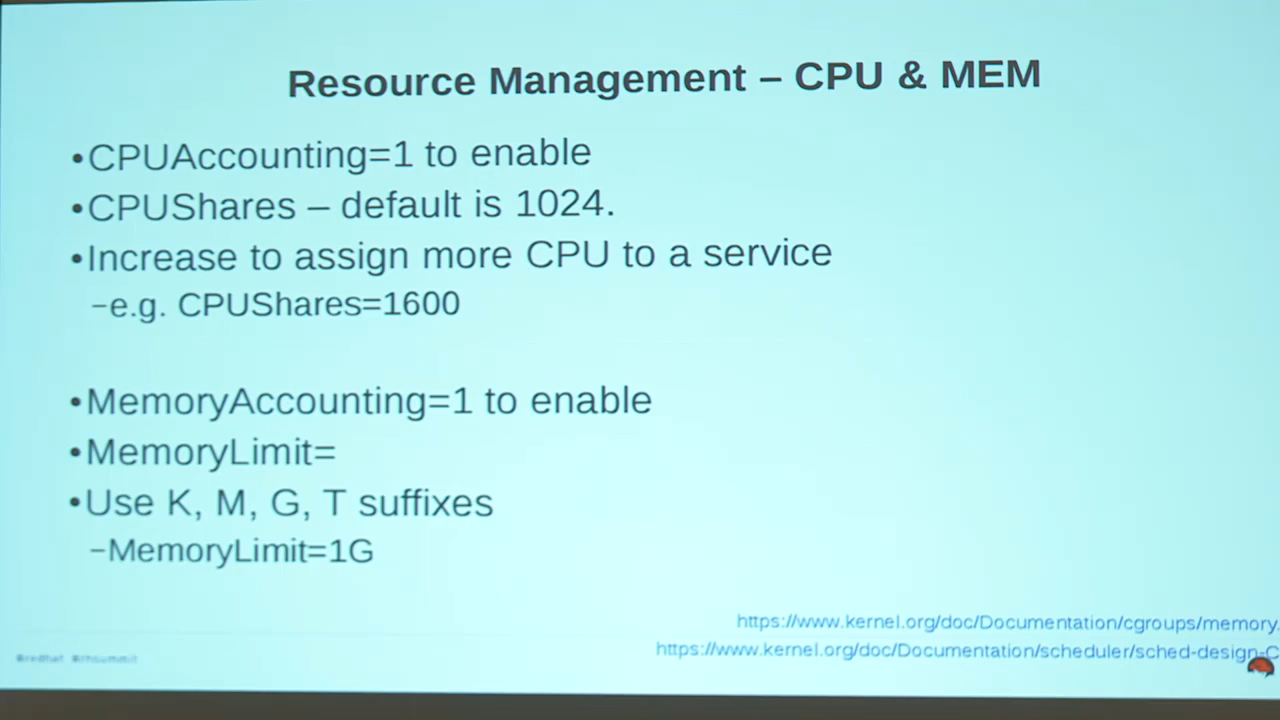 Resource Management – CPU & MEM
•CPUAccounting=1 to enable
•CPUShares – default is 1024.
•Increase to assign more CPU to a service
–e.g. CPUShares=1600
•MemoryAccounting=1 to enable
•MemoryLimit=
•Use K, M, G, T suffixes
–MemoryLimit=1G
https://www.kernel.org/doc/Documentation/cgroups/memory.
https://www.kernel.org/doc/Documentation/scheduler/sched-design-C
#redhat #rhsummit